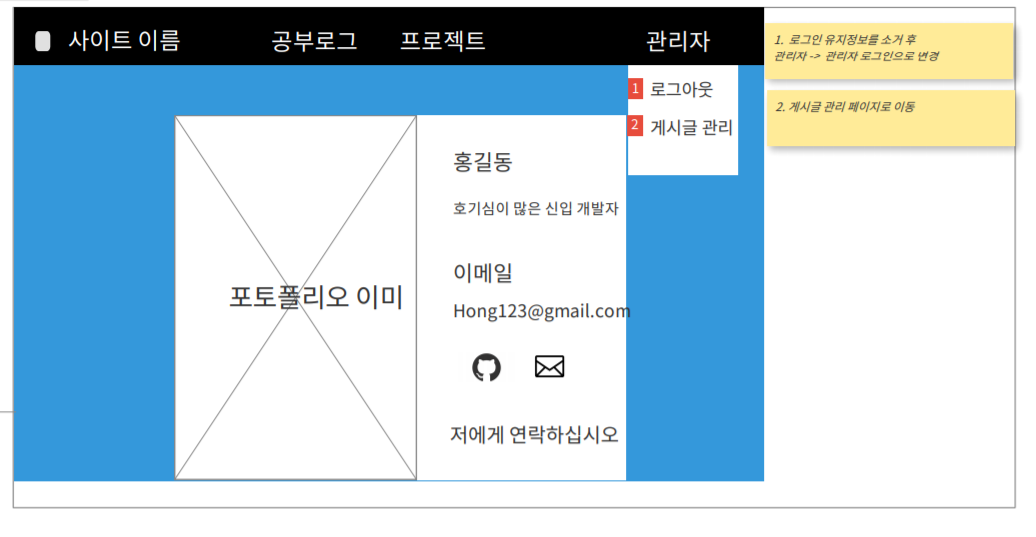 사이트 이름
공부로그
프로젝트
관리자
1 로그아웃
2 게시글 관리
홍길동
호기심이 많은 신입 개발자
포토폴리오 이미
이메일
Hong123@gmail.com
저에게 연락하십시오
1. 로그인 유지정보를 소거 후
관리자 -> 관리자 로그인으로 변경
2. 게시글 관리 페이지로 이동